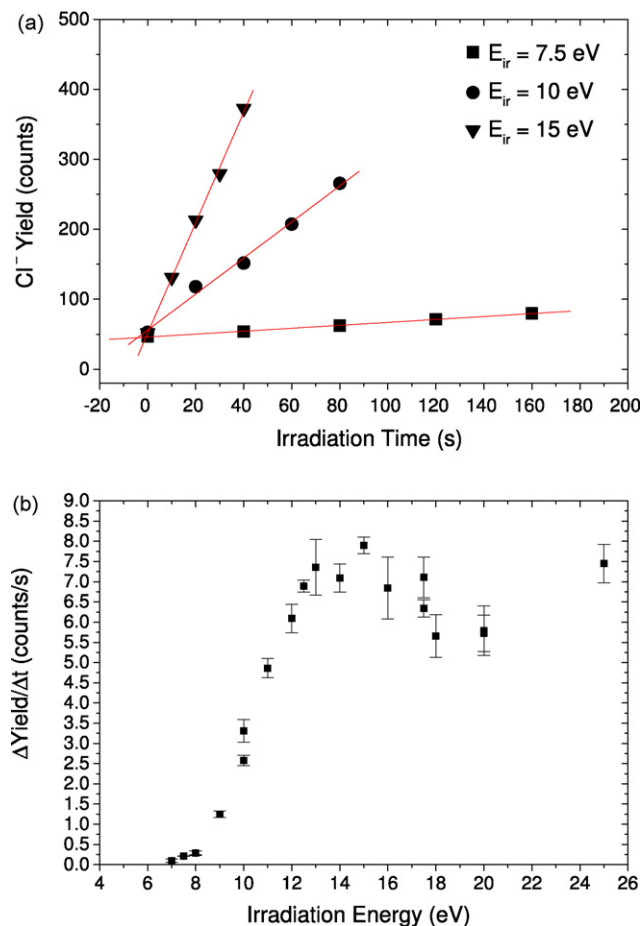 (a)
500
400
300
200
100
0
Cl⁻ Yield (counts)
■ E_ir = 7.5 eV
● E_ir = 10 eV
▼ E_ir = 15 eV
-20 0 20 40 60 80 100 120 140 160 180 200
Irradiation Time (s)
(b)
9.0
8.5
8.0
7.5
7.0
6.5
6.0
5.5
5.0
4.5
4.0
3.5
3.0
2.5
2.0
1.5
1.0
0.5
0.0
ΔYield/Δt (counts/s)
4 6 8 10 12 14 16 18 20 22 24 26
Irradiation Energy (eV)